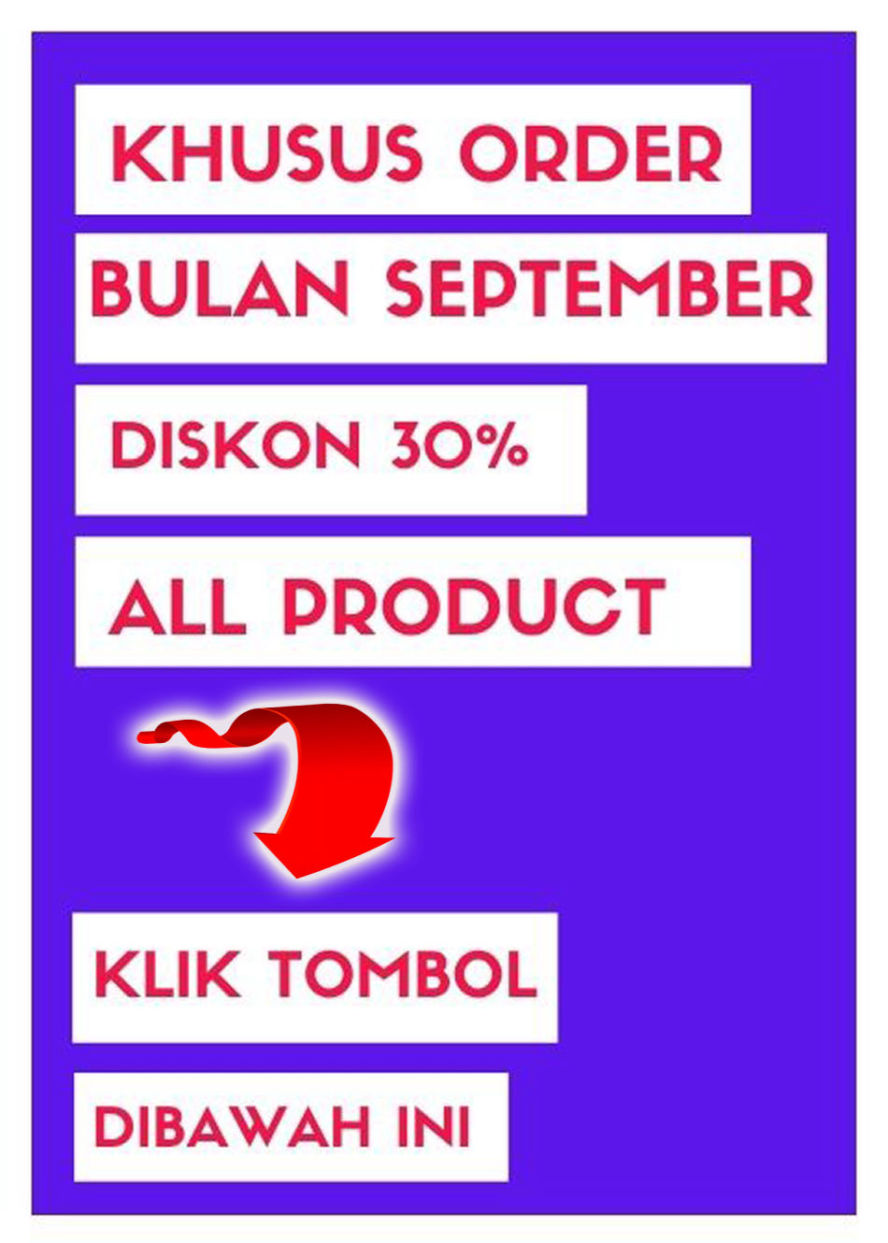 KHUSUS ORDER
BULAN SEPTEMBER
DISKON 30%
ALL PRODUCT
KLIK TOMBOL
DIBAWAH INI